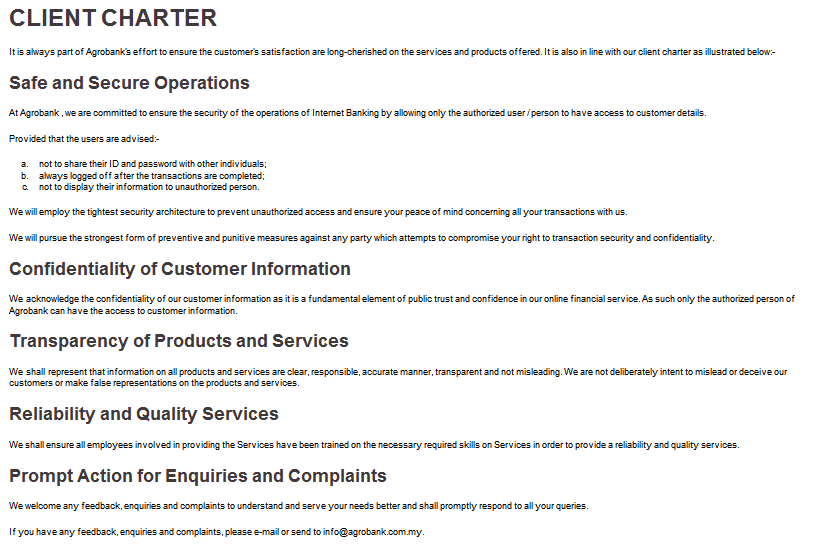 CLIENT CHARTER
It is always part of Agrobank's effort to ensure the customer's satisfaction are long-cherished on the services and products offered. It is also in line with our client charter as illustrated below:-
Safe and Secure Operations
At Agrobank , we are committed to ensure the security of the operations of Internet Banking by allowing only the authorized user / person to have access to customer details.
Provided that the users are advised:-
a. not to share their ID and password with other individuals;
b. always logged off after the transactions are completed;
c. not to display their information to unauthorized person.
We will employ the tightest security architecture to prevent unauthorized access and ensure your peace of mind concerning all your transactions with us.
We will pursue the strongest form of preventive and punitive measures against any party which attempts to compromise your right to transaction security and confidentiality.
Confidentiality of Customer Information
We acknowledge the confidentiality of our customer information as it is a fundamental element of public trust and confidence in our online financial service. As such only the authorized person of
Agrobank can have the access to customer information.
Transparency of Products and Services
We shall represent that information on all products and services are clear, responsible, accurate manner, transparent and not misleading. We are not deliberately intent to mislead or deceive our
customers or make false representations on the products and services.
Reliability and Quality Services
We shall ensure all employees involved in providing the Services have been trained on the necessary required skills on Services in order to provide a reliability and quality services.
Prompt Action for Enquiries and Complaints
We welcome any feedback, enquiries and complaints to understand and serve your needs better and shall promptly respond to all your queries.
If you have any feedback, enquiries and complaints, please e-mail or send to info@agrobank.com.my.